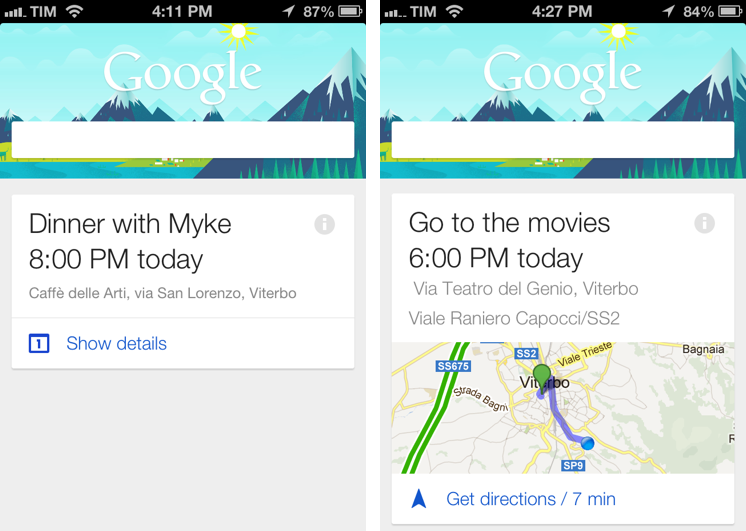 TIM 4:11 PM 87%
Google
Dinner with Myke
8:00 PM today
Caffè delle Arti, via San Lorenzo, Viterbo
1 Show details
TIM 4:27 PM 84%
Google
Go to the movies
6:00 PM today
Via Teatro del Genio, Viterbo
Viale Raniero Capocci/SS2
SS2
Viale Trieste
Bagnaia
SS675
Viterbo
Strada Bagni
SP9
Get directions / 7 min